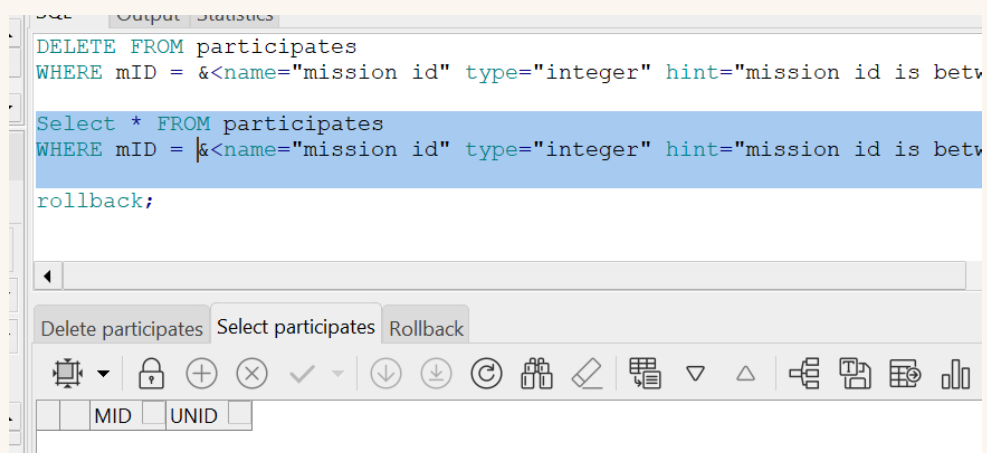 SQL Output Statistics
DELETE FROM participates
WHERE mID = &<name="mission id" type="integer" hint="mission id is betw
Select * FROM participates
WHERE mID = &<name="mission id" type="integer" hint="mission id is betw
rollback;
Delete participates Select participates Rollback
MID UNID